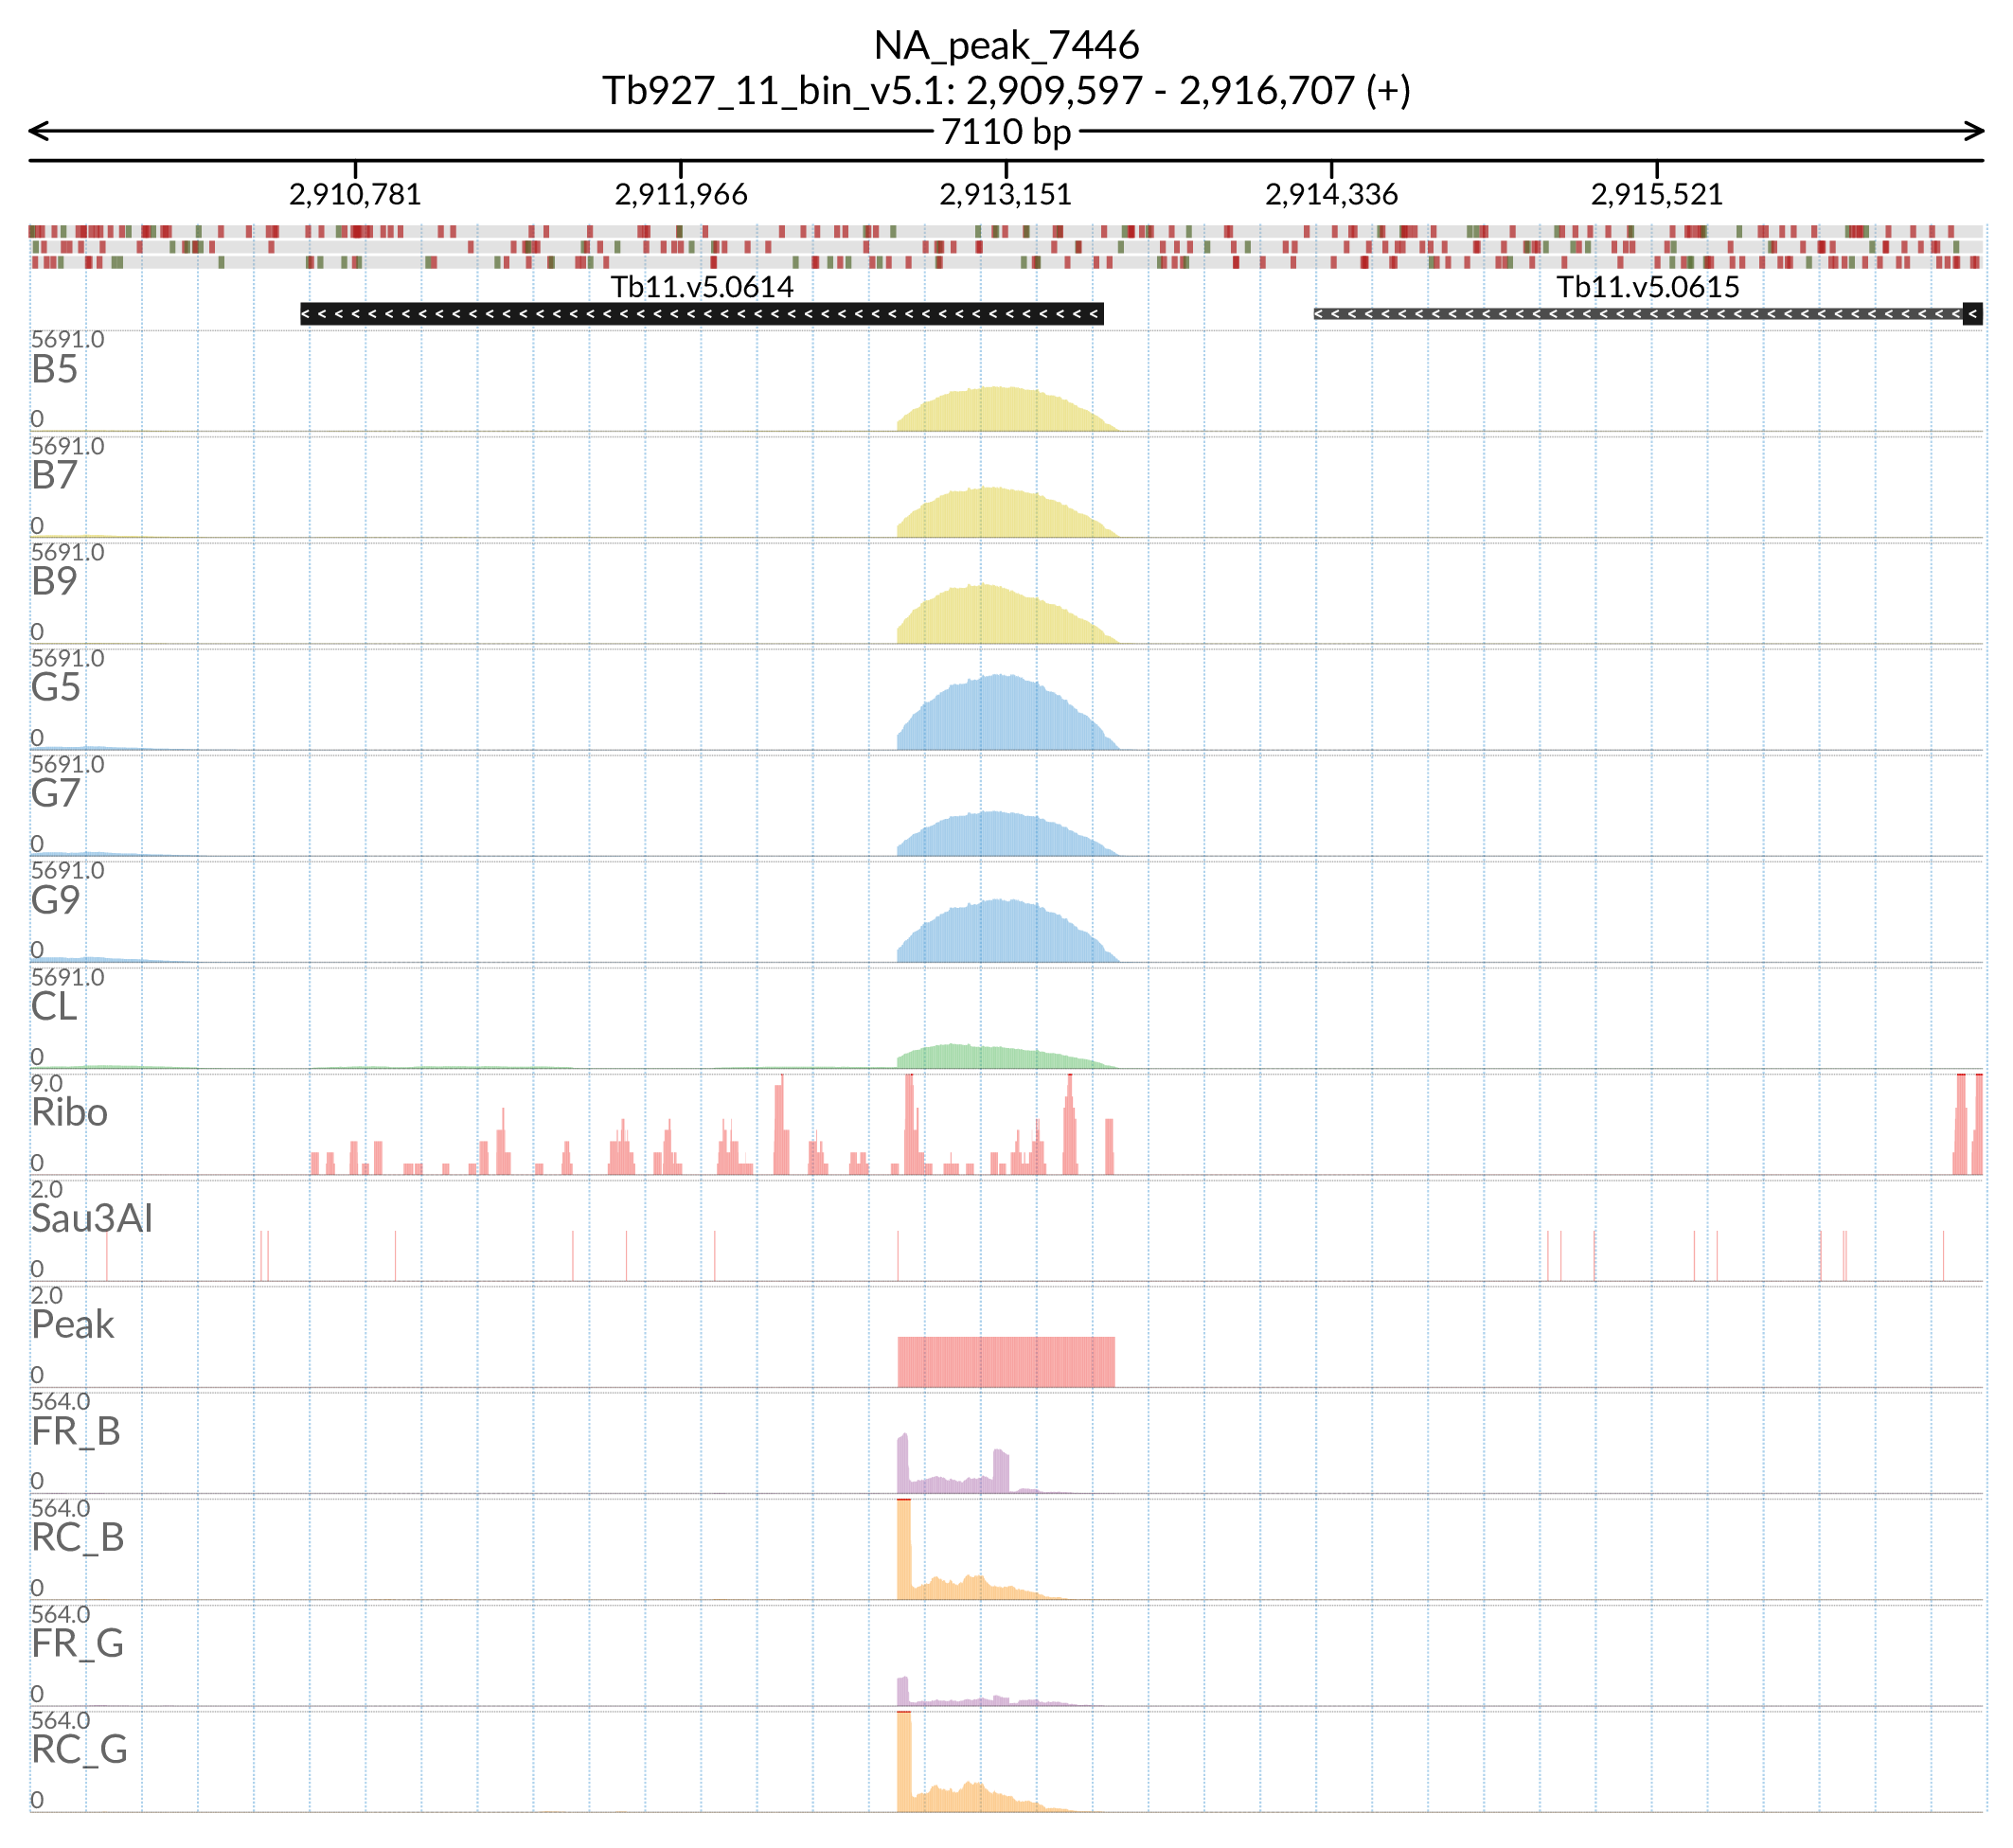 NA_peak_7446
Tb927_11_bin_v5.1: 2,909,597 - 2,916,707 (+)
7110 bp
2,910,781 2,911,966 2,913,151 2,914,336 2,915,521
Tb11.v5.0614 Tb11.v5.0615
5691.0
B5
0
5691.0
B7
0
5691.0
B9
0
5691.0
G5
0
5691.0
G7
0
5691.0
G9
0
5691.0
CL
0
9.0
Ribo
0
2.0
Sau3AI
0
2.0
Peak
0
564.0
FR_B
0
564.0
RC_B
0
564.0
FR_G
0
564.0
RC_G
0